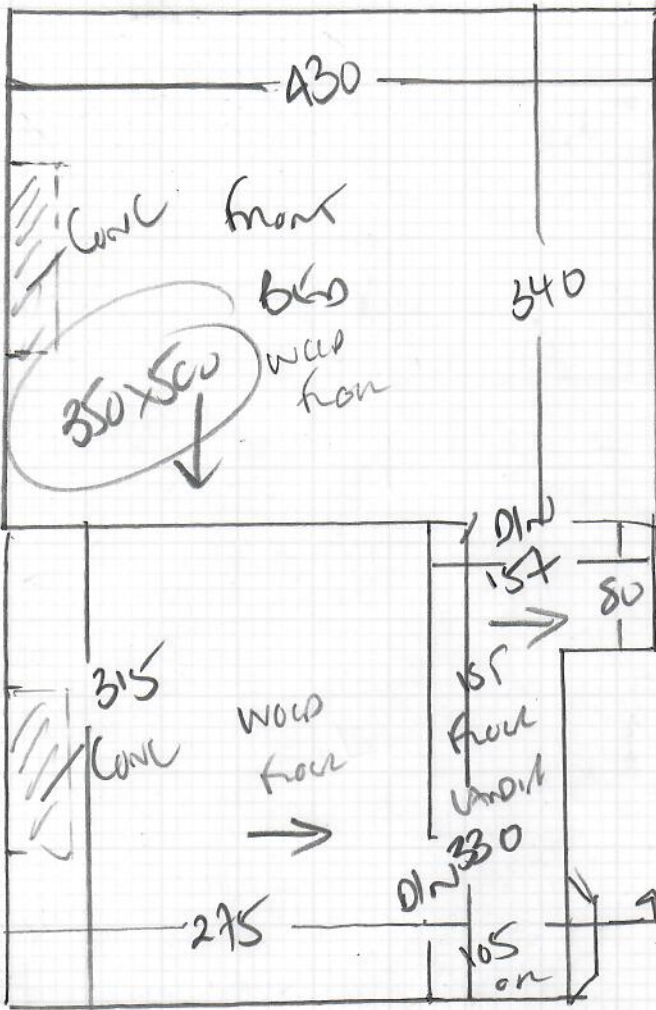 430
CONC
FRONT
BED
WOOD
FLOOR
340
350x500
DIN
157
80
315
CONC
WOOD
FLOOR
1ST
FLOOR
LANDIN
330
DIN
275
105